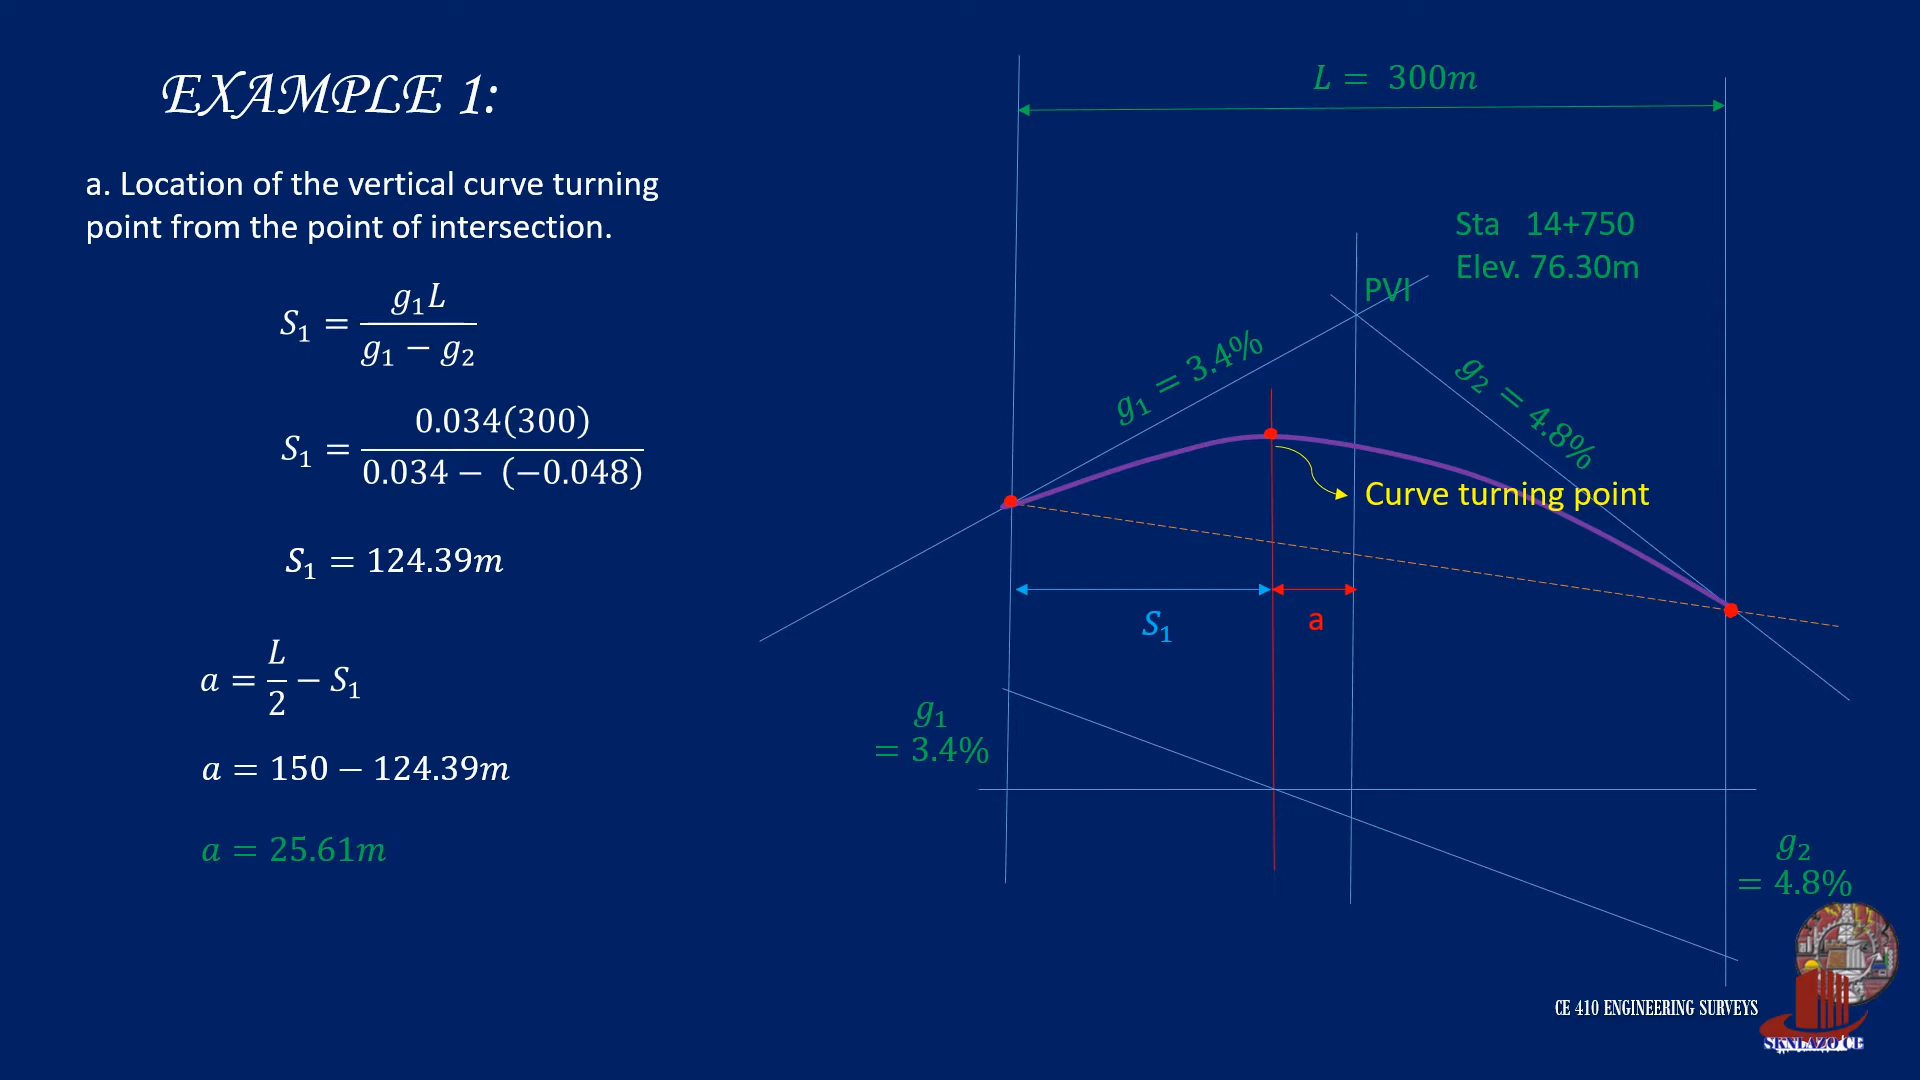 EXAMPLE 1:
a. Location of the vertical curve turning
point from the point of intersection.
S₁ = g₁L / (g₁ − g₂)
S₁ = 0.034(300) / (0.034 − (−0.048))
S₁ = 124.39m
a = L/2 − S₁
a = 150 − 124.39m
a = 25.61m
L = 300m
Sta 14+750
Elev. 76.30m
PVI
g₁ = 3.4%
g₂ = 4.8%
Curve turning point
S₁
a
g₁
= 3.4%
g₂
= 4.8%
CE 410 ENGINEERING SURVEYS
SKNLAZO CE